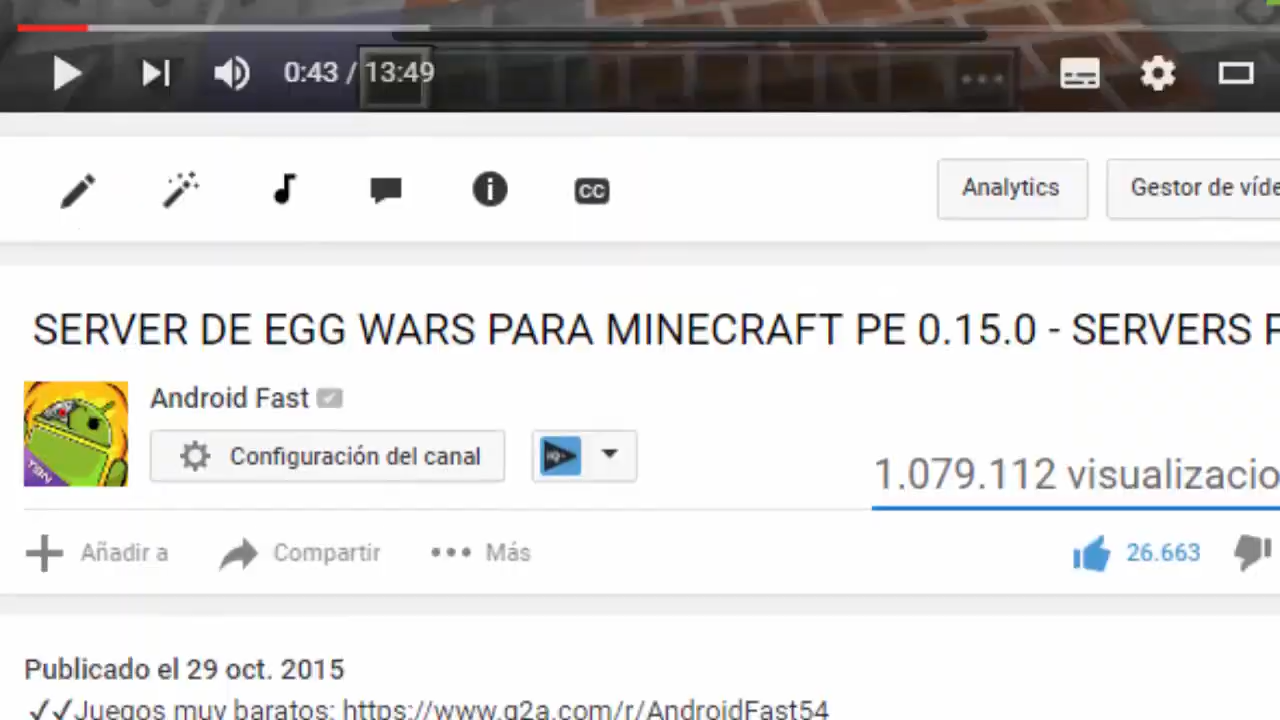 0:43 / 13:49
CC
Analytics
Gestor de víde
SERVER DE EGG WARS PARA MINECRAFT PE 0.15.0 - SERVERS P
Android Fast
TGN
Configuración del canal
1.079.112 visualizacio
Añadir a
Compartir
Más
26.663
Publicado el 29 oct. 2015
✓✓Juegos muy baratos: https://www.g2a.com/r/AndroidFast54